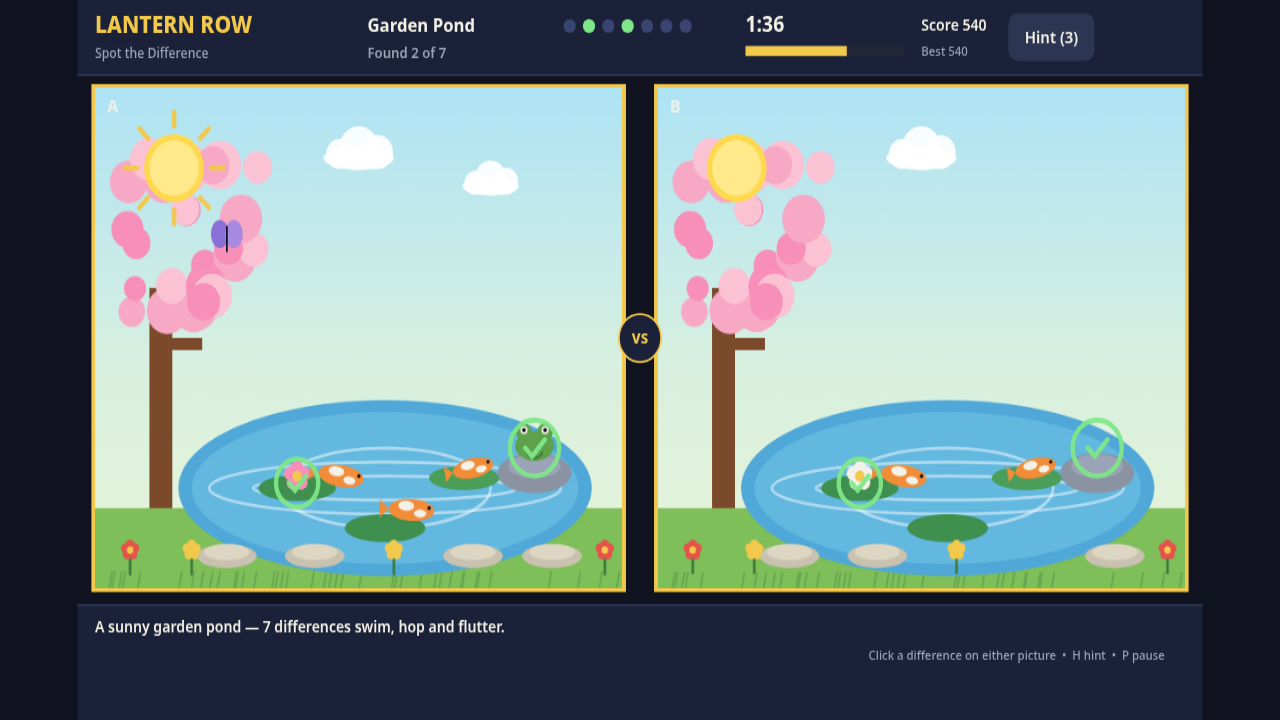 LANTERN ROW
Spot the Difference
Garden Pond
Found 2 of 7
1:36
Score 540
Best 540
Hint (3)
A
B
VS
A sunny garden pond — 7 differences swim, hop and flutter.
Click a difference on either picture • H hint • P pause